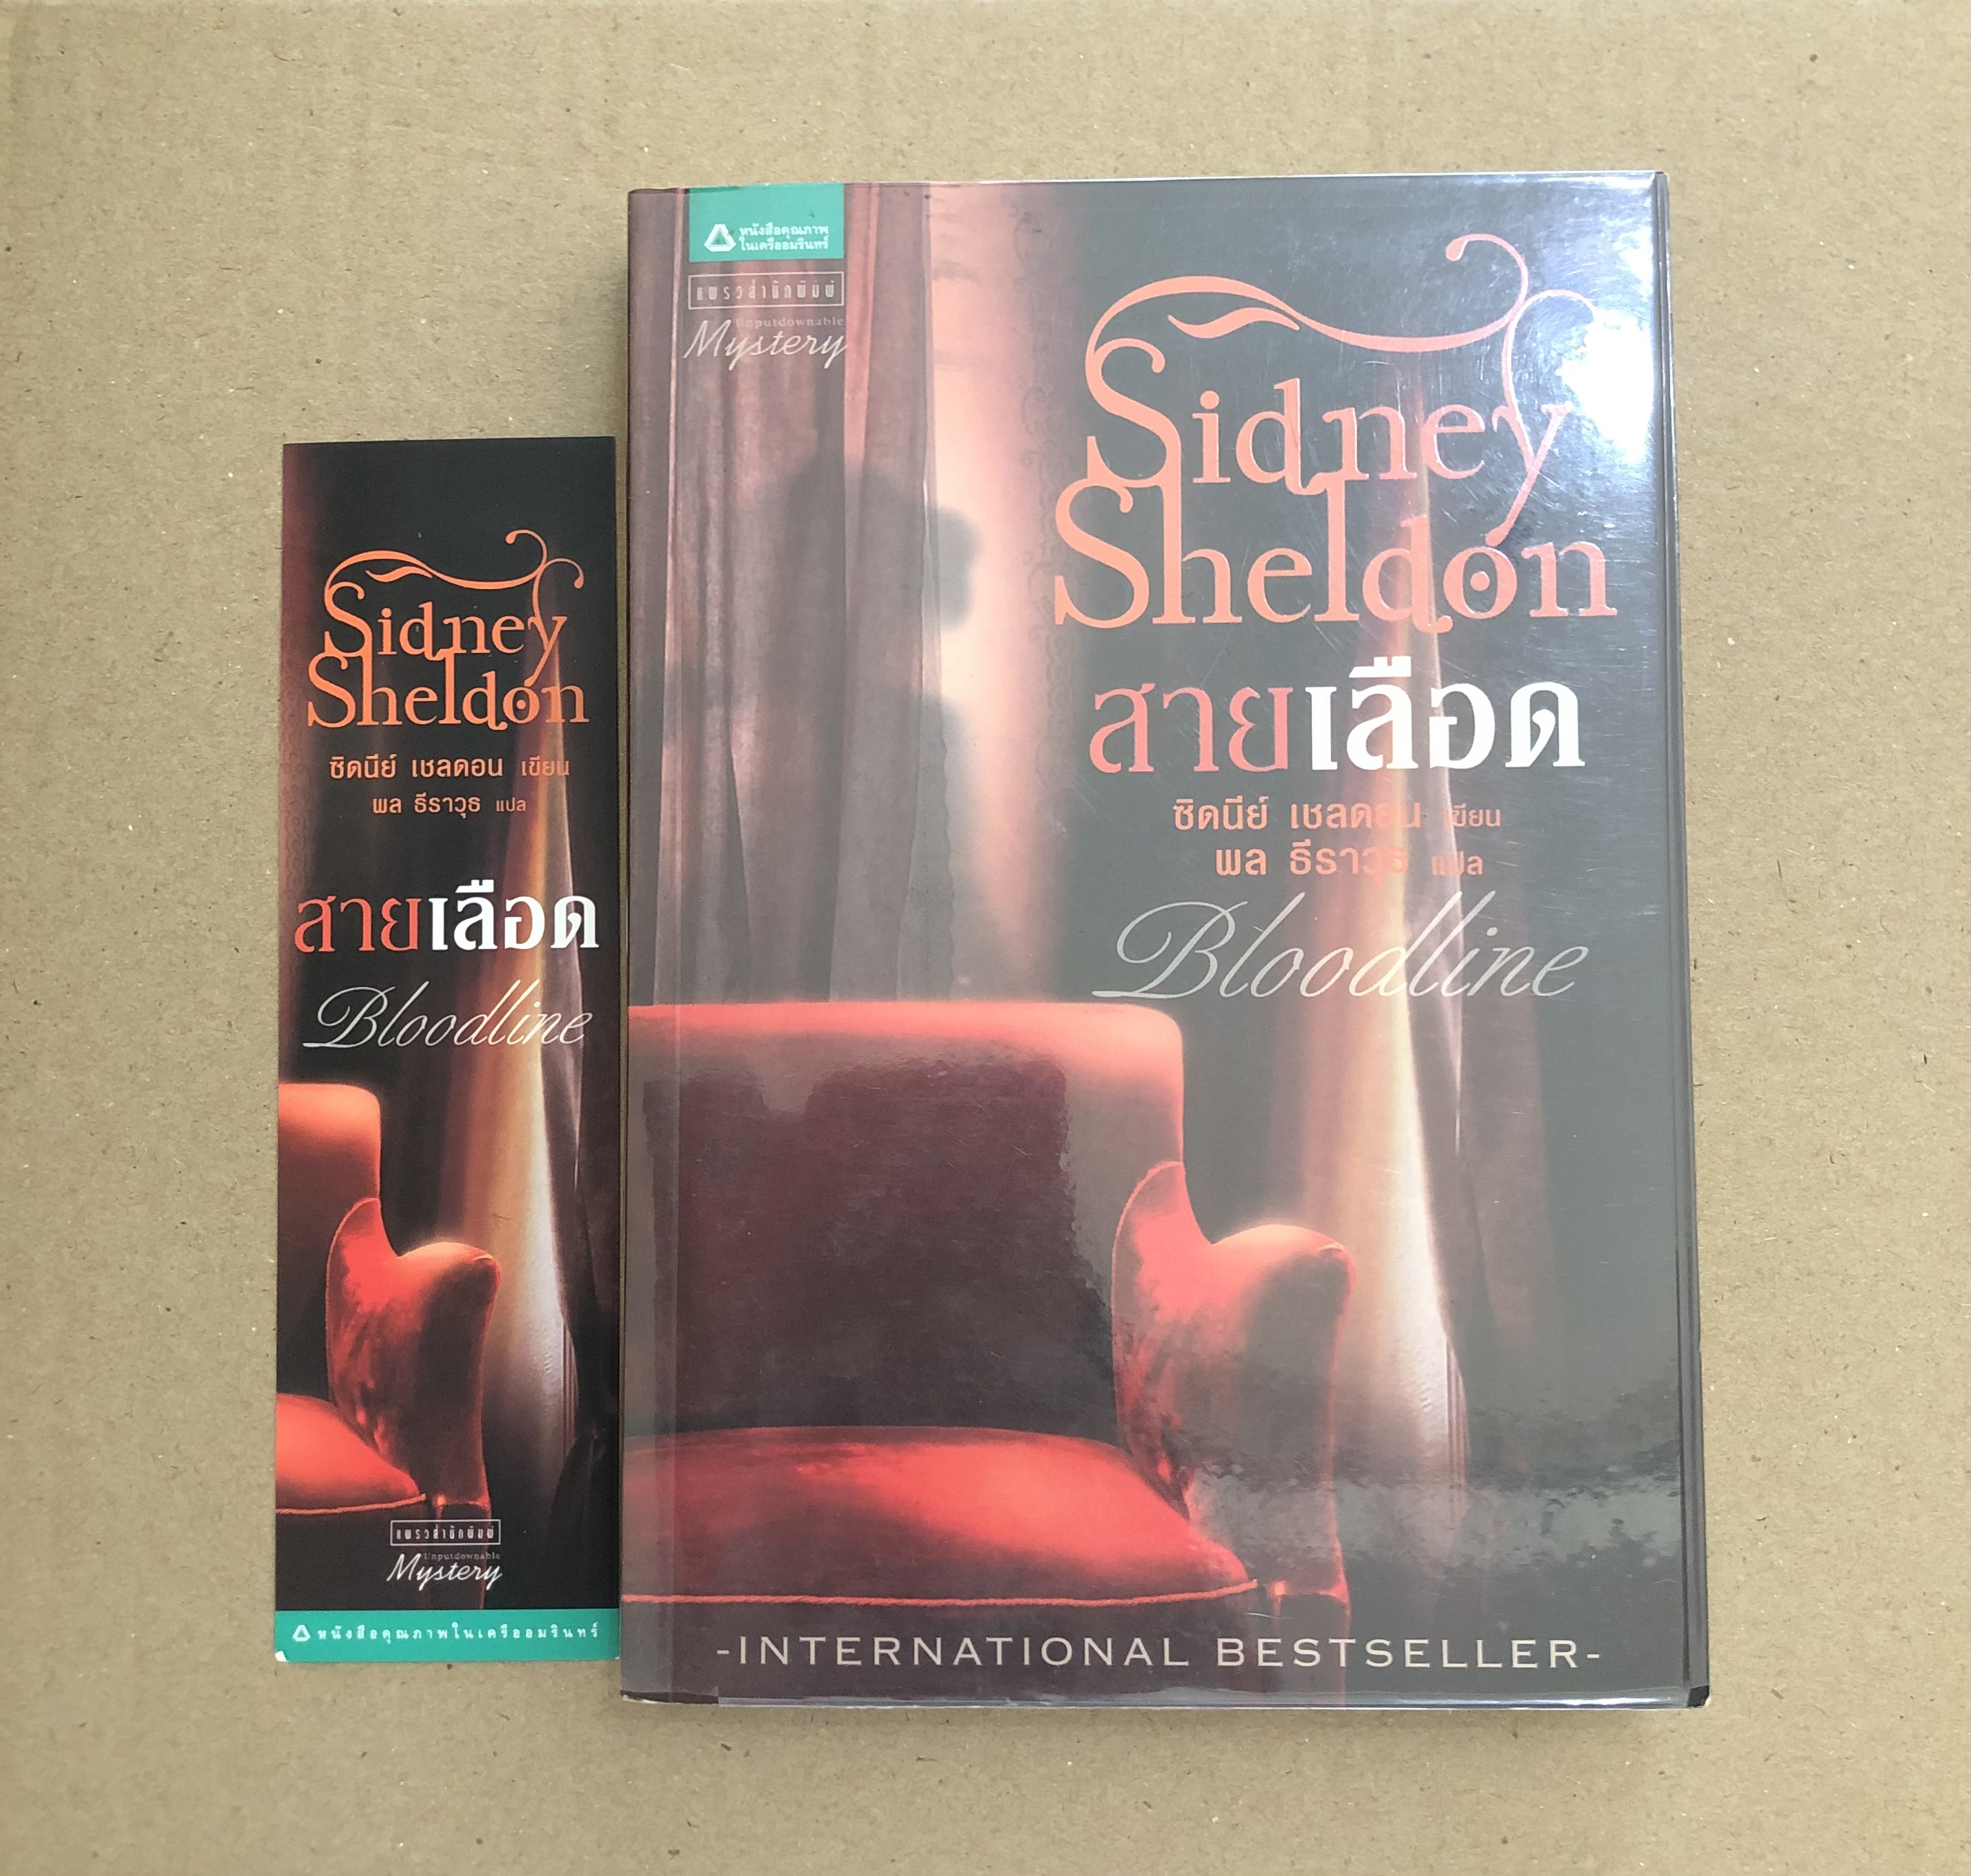 Sidney
Sheldon
ซิดนีย์ เชลดอน เขียน
พล ธีราวุธ แปล
สายเลือด
Bloodline
แพรวสำนักพิมพ์
Unputdownable
Mystery
หนังสือคุณภาพในเครืออมรินทร์
หนังสือคุณภาพ
ในเครืออมรินทร์
แพรวสำนักพิมพ์
Unputdownable
Mystery
Sidney
Sheldon
สายเลือด
ซิดนีย์ เชลดอน เขียน
พล ธีราวุธ แปล
Bloodline
-INTERNATIONAL BESTSELLER-